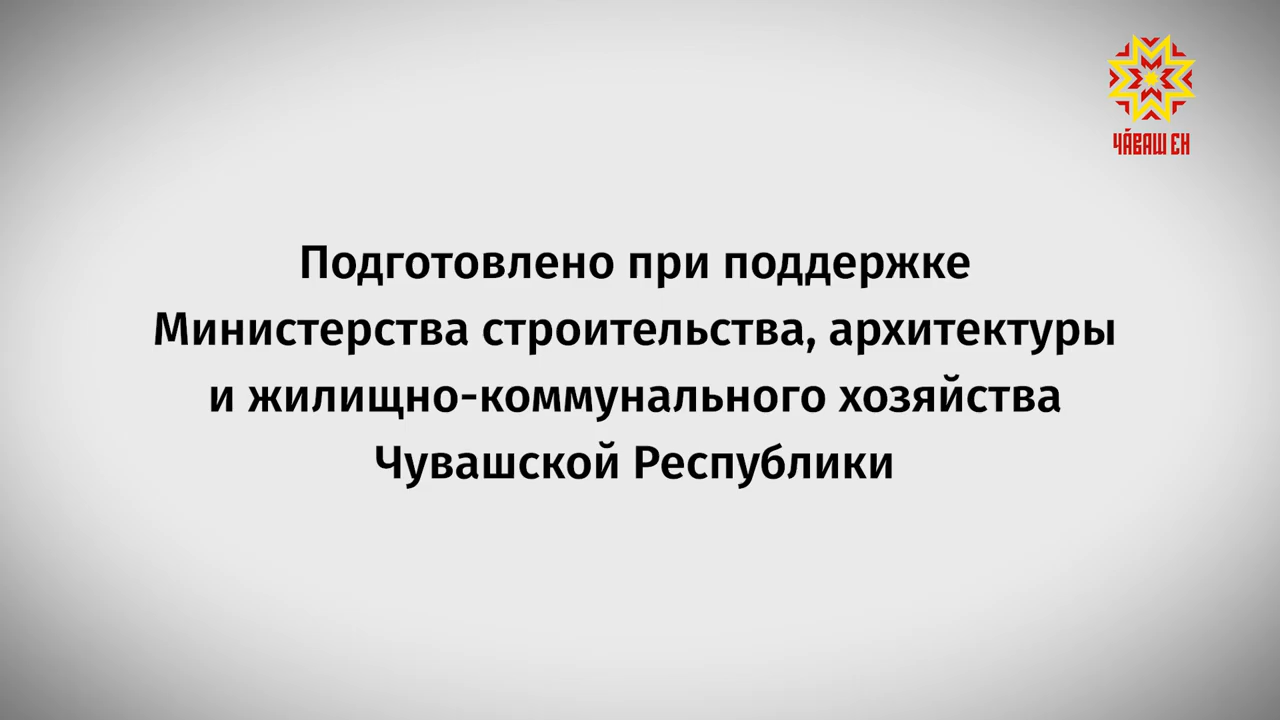 ЧӐВАШ ЕН
Подготовлено при поддержке
Министерства строительства, архитектуры
и жилищно-коммунального хозяйства
Чувашской Республики